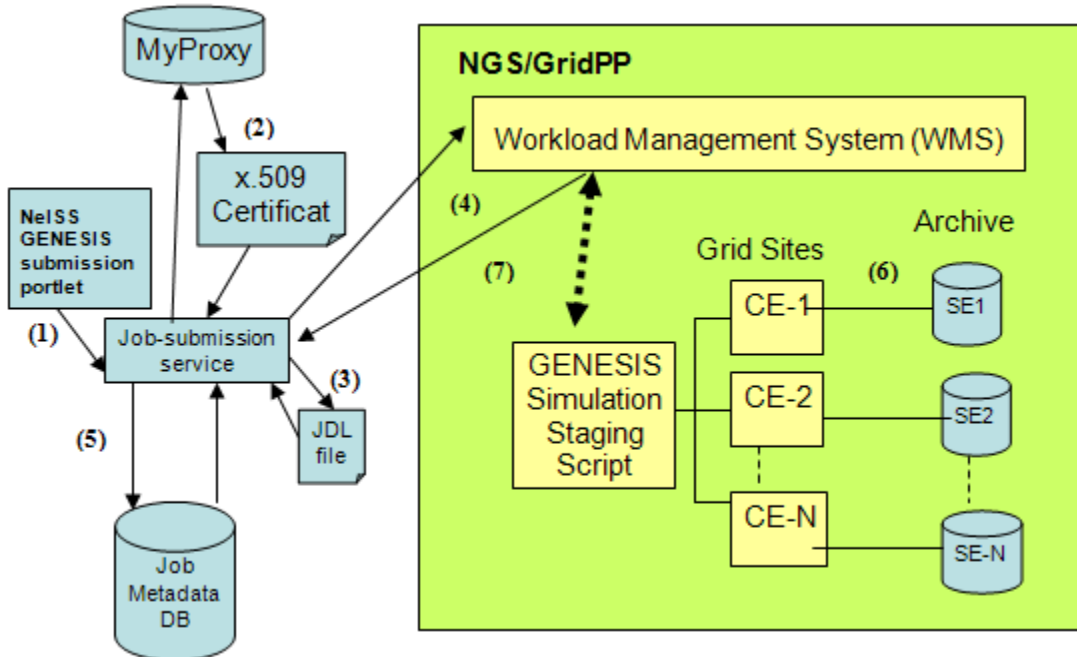 MyProxy
(2)
x.509
Certificat
NeISS
GENESIS
submission
portlet
(1)
Job-submission
service
(3)
JDL
file
(5)
Job
Metadata
DB
NGS/GridPP
Workload Management System (WMS)
(4)
(7)
Grid Sites
Archive
(6)
CE-1
SE1
GENESIS
Simulation
Staging
Script
CE-2
SE2
CE-N
SE-N